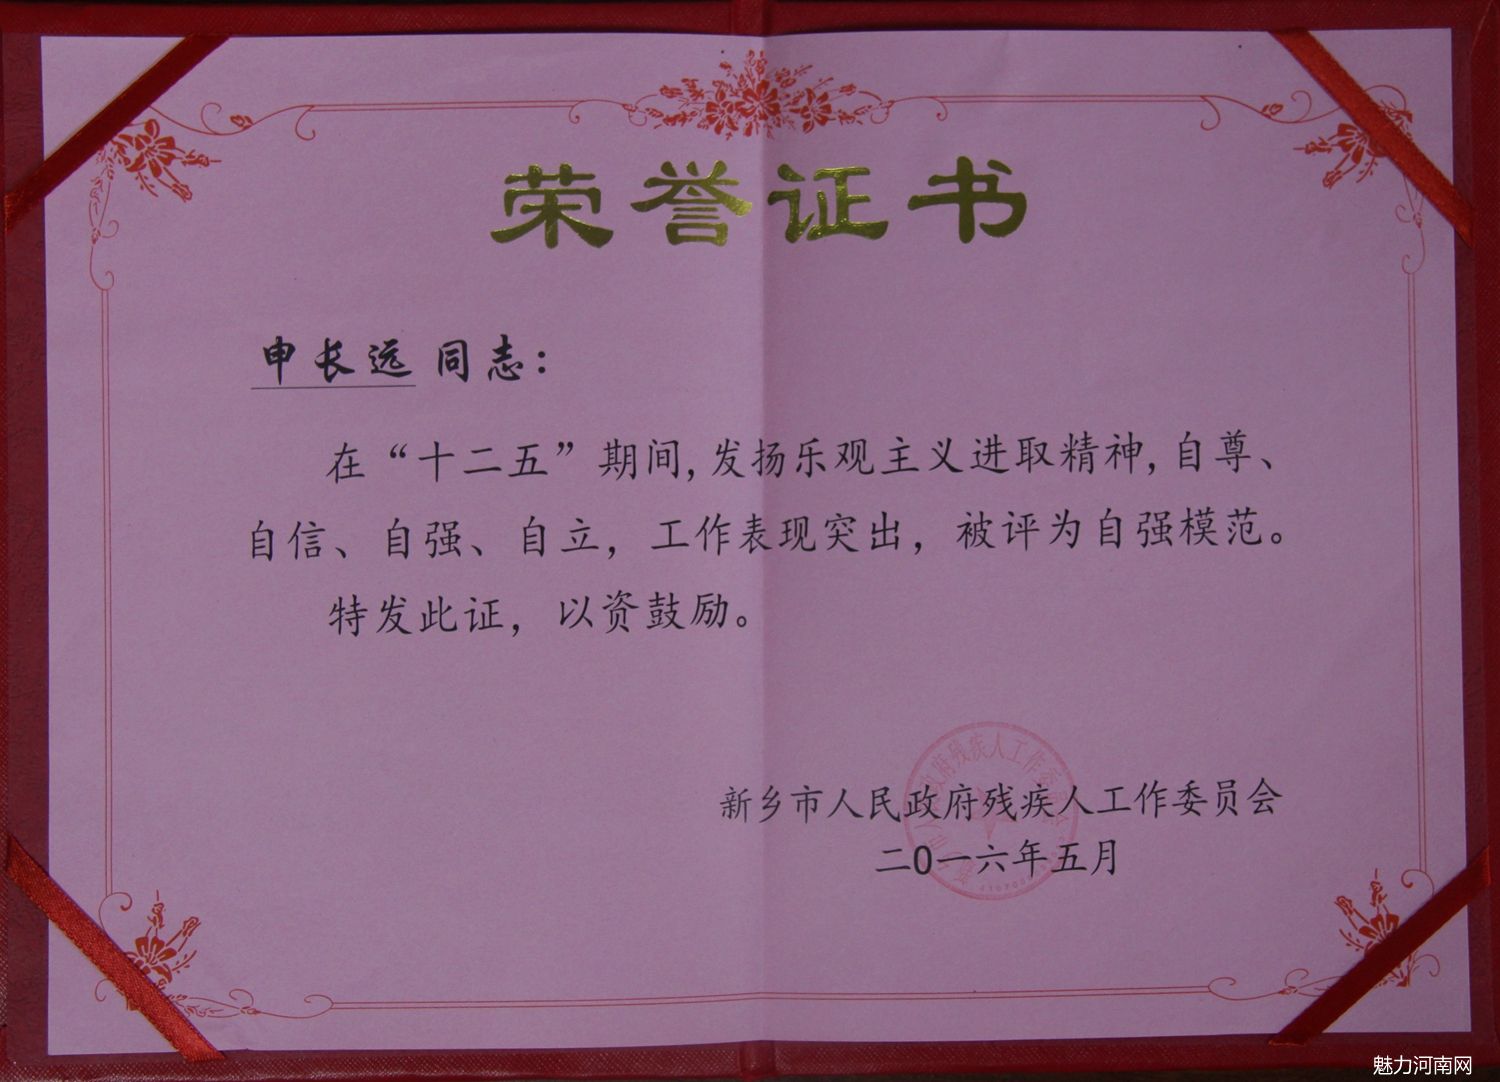 荣誉证书
申长远 同志：
在“十二五”期间,发扬乐观主义进取精神,自尊、
自信、自强、自立，工作表现突出，被评为自强模范。
特发此证，以资鼓励。
新乡市人民政府残疾人工作委员会
二0一六年五月
魅力河南网